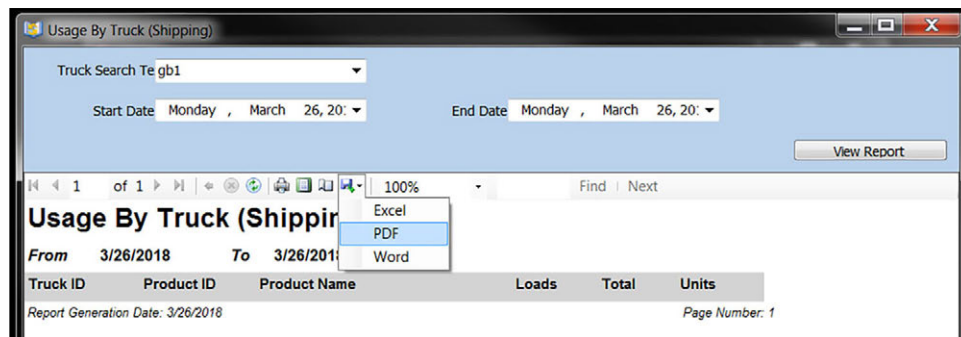 Usage By Truck (Shipping)
Truck Search Te gb1
Start Date Monday , March 26, 20: End Date Monday , March 26, 20:
View Report
1 of 1 100% Find | Next
Excel
PDF
Word
Usage By Truck (Shippin
From 3/26/2018 To 3/26/201
Truck ID Product ID Product Name Loads Total Units
Report Generation Date: 3/26/2018 Page Number: 1